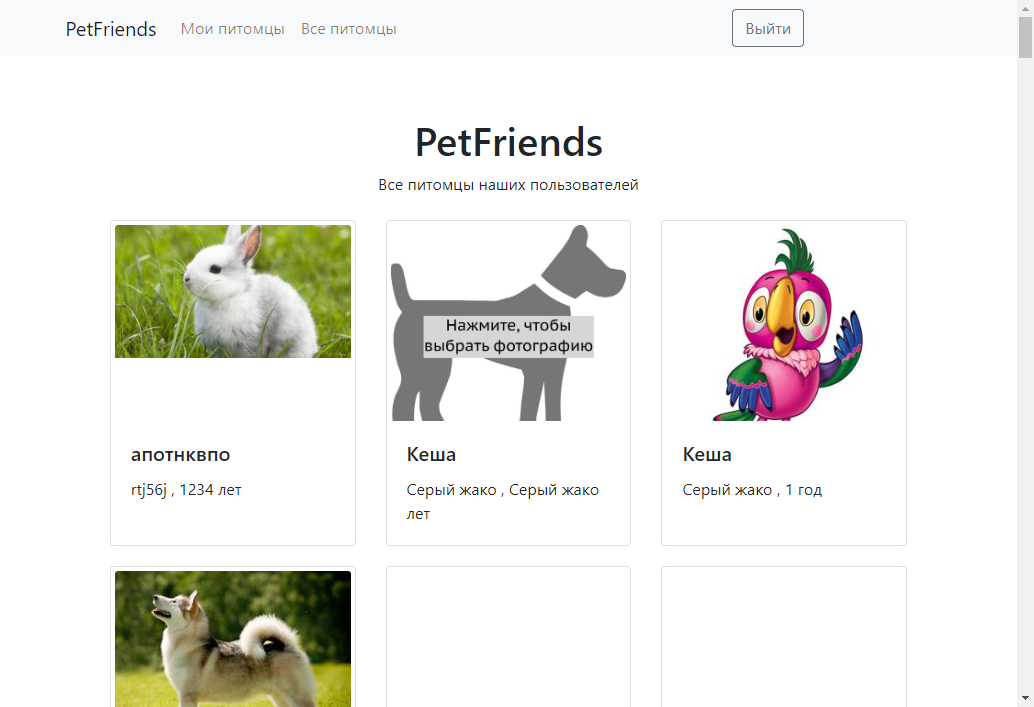 PetFriends Мои питомцы Все питомцы Выйти
PetFriends
Все питомцы наших пользователей
Нажмите, чтобы
выбрать фотографию
апотнквпо
rtj56j , 1234 лет
Кеша
Серый жако , Серый жако
лет
Кеша
Серый жако , 1 год